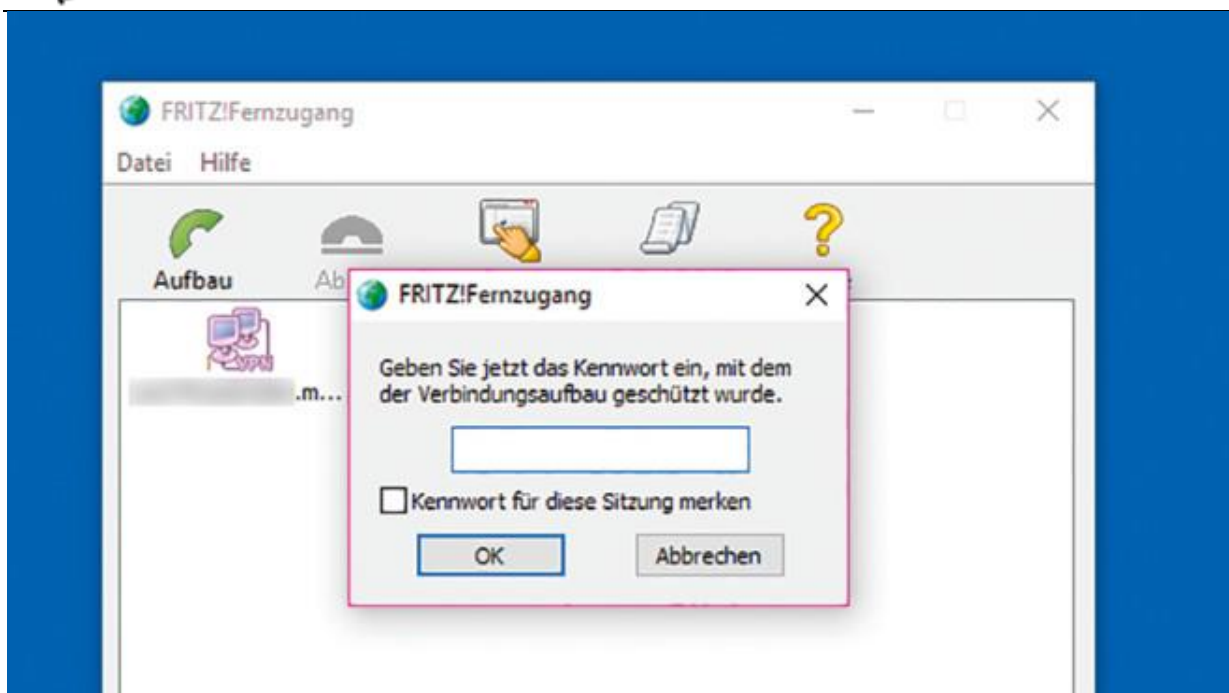 FRITZ!Fernzugang
Datei Hilfe
Aufbau
VPN
.m...
FRITZ!Fernzugang
Geben Sie jetzt das Kennwort ein, mit dem
der Verbindungsaufbau geschützt wurde.
Kennwort für diese Sitzung merken
OK Abbrechen